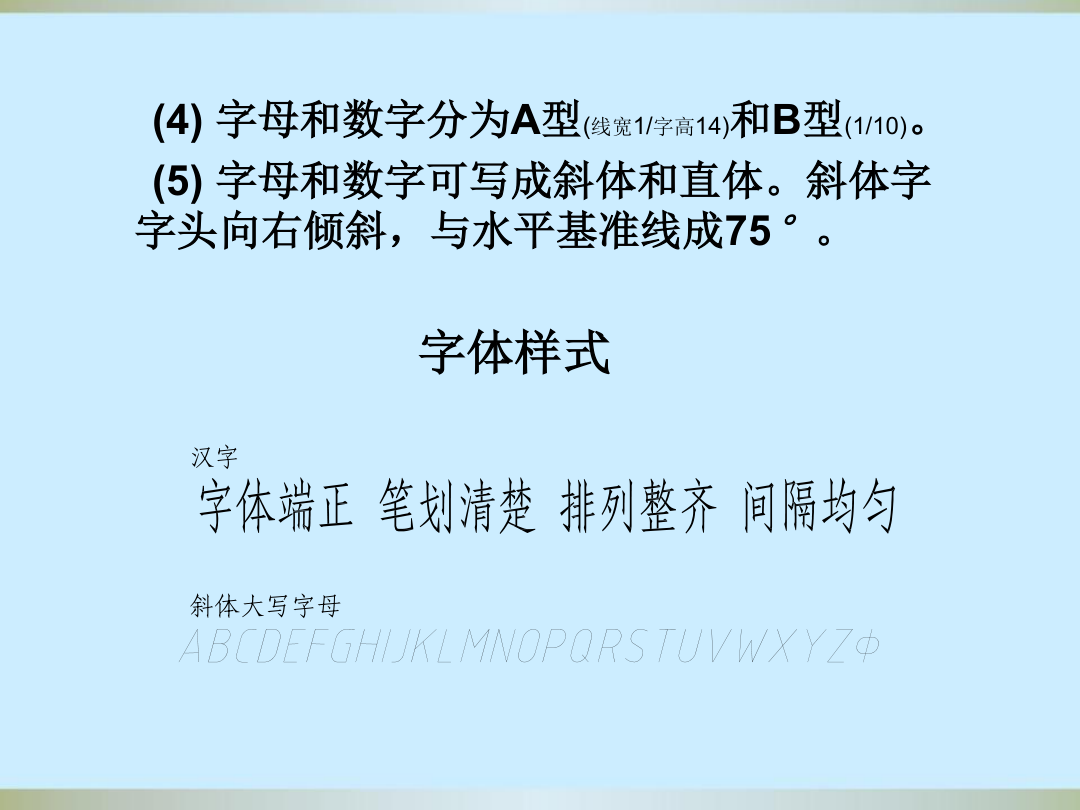 (4) 字母和数字分为A型(线宽1/字高14)和B型(1/10)。
(5) 字母和数字可写成斜体和直体。斜体字
字头向右倾斜，与水平基准线成75°。
字体样式
汉字
字体端正 笔划清楚 排列整齐 间隔均匀
斜体大写字母
ABCDEFGHIJKLMNOPQRSTUVWXYZΦ